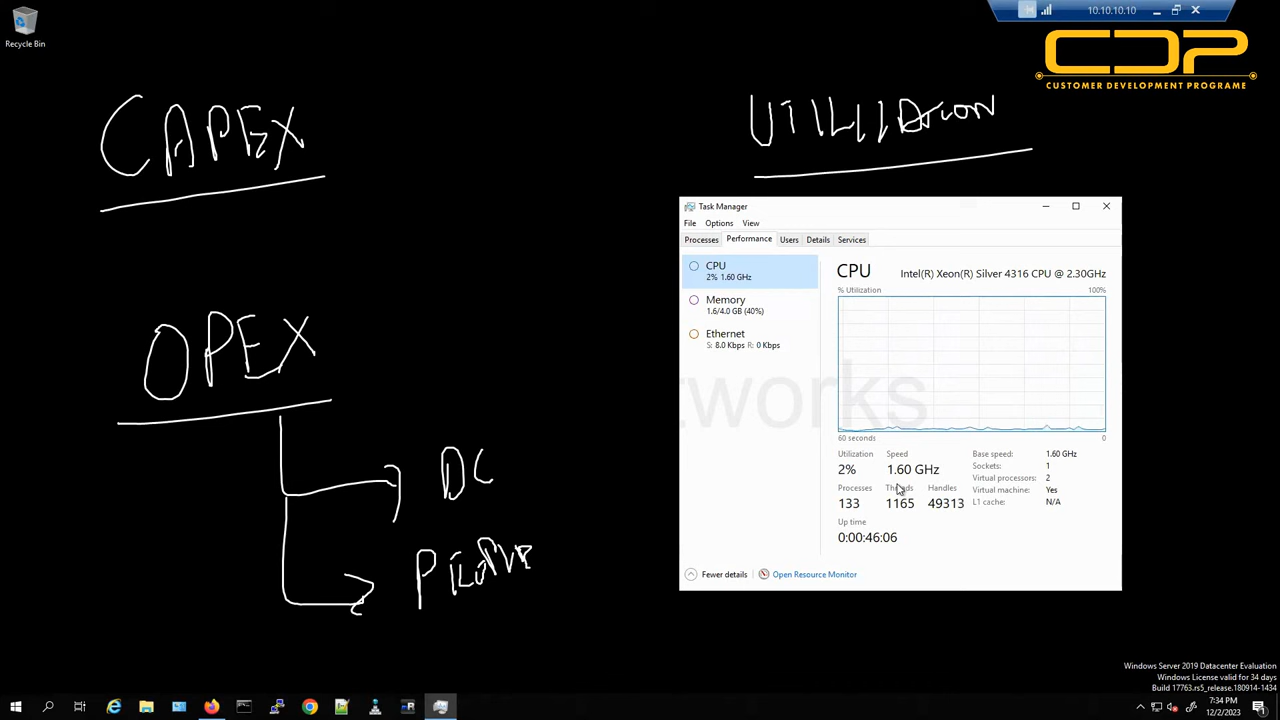 10.10.10.10
Recycle Bin
CDP
CUSTOMER DEVELOPMENT PROGRAME
CAPEX
UTILIZATION
Task Manager
File Options View
Processes Performance Users Details Services
CPU
2% 1.60 GHz
Memory
1.6/4.0 GB (40%)
Ethernet
S: 8.0 Kbps R: 0 Kbps
CPU Intel(R) Xeon(R) Silver 4316 CPU @ 2.30GHz
% Utilization 100%
60 seconds 0
Utilization Speed
2% 1.60 GHz
Processes Threads Handles
133 1165 49313
Up time
0:00:46:06
Base speed: 1.60 GHz
Sockets: 1
Virtual processors: 2
Virtual machine: Yes
L1 cache: N/A
Fewer details Open Resource Monitor
OPEX
DC
PEOPLE
tworks
Windows Server 2019 Datacenter Evaluation
Windows License valid for 34 days
Build 17763.rs5_release.180914-1434
7:34 PM
12/2/2023